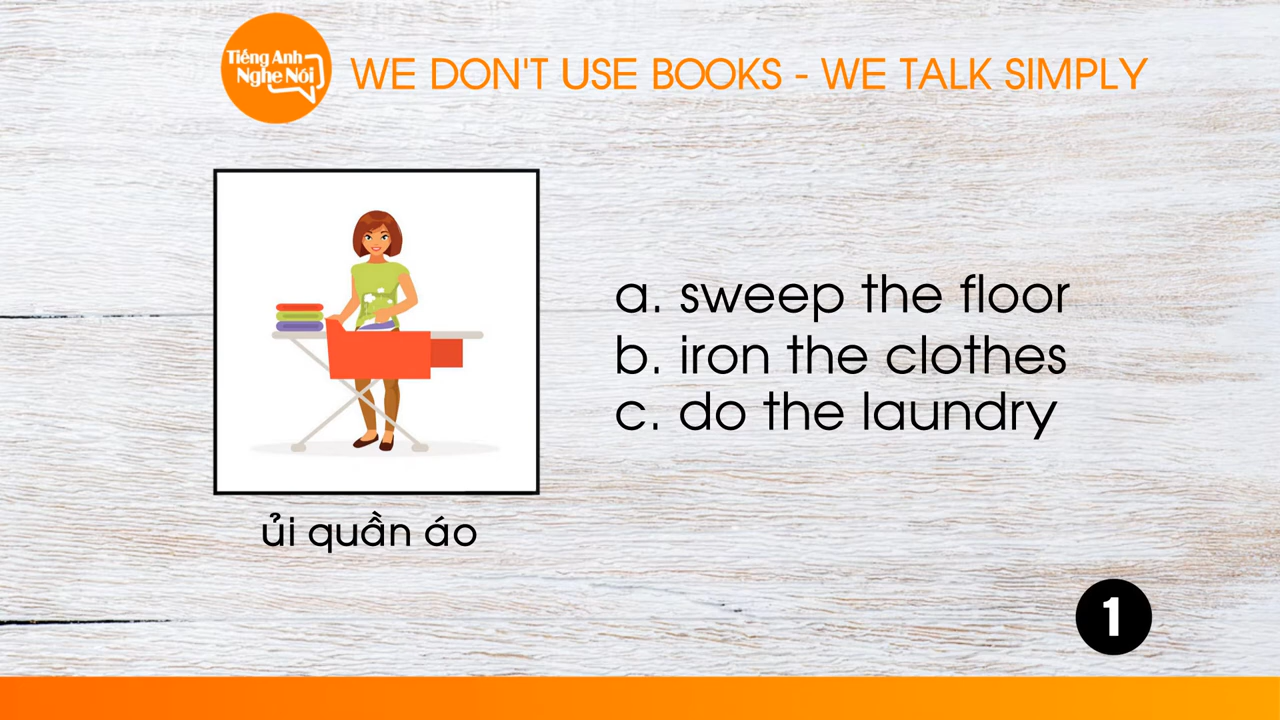 Tiếng Anh
Nghe Nói
WE DON'T USE BOOKS - WE TALK SIMPLY
a. sweep the floor
b. iron the clothes
c. do the laundry
ủi quần áo
1